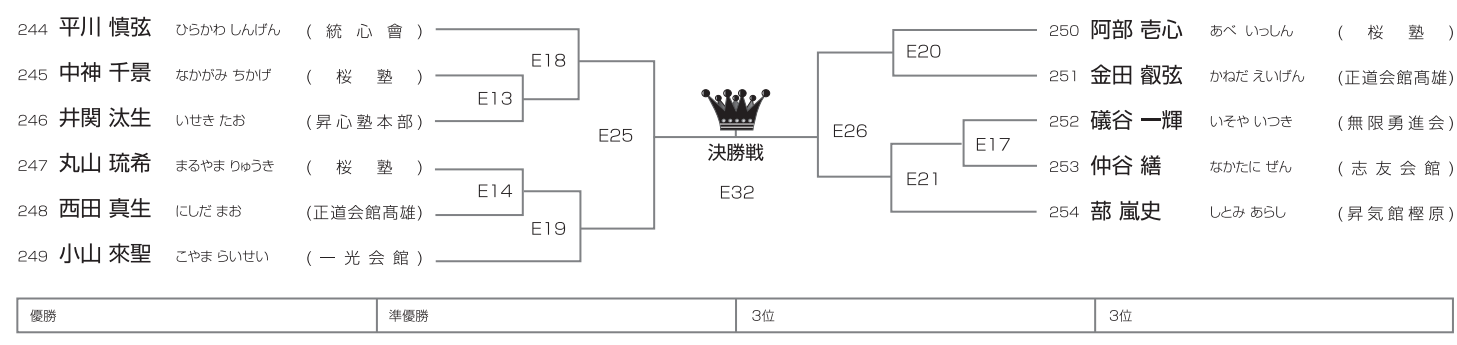 244 平川 慎弦 ひらかわ しんげん (統心會)
245 中神 千景 なかがみ ちかげ (桜塾)
246 井関 汰生 いせき たお (昇心塾本部)
247 丸山 琉希 まるやま りゅうき (桜塾)
248 西田 真生 にしだ まお (正道会館髙雄)
249 小山 來聖 こやま らいせい (一光会館)
E18
E13
E25
E14
E19
決勝戦
E32
E20
E26
E17
E21
250 阿部 壱心 あべ いっしん (桜塾)
251 金田 叡弦 かねだ えいげん (正道会館髙雄)
252 礒谷 一輝 いそや いつき (無限勇進会)
253 仲谷 繕 なかたに ぜん (志友会館)
254 蔀 嵐史 しとみ あらし (昇気館樫原)
優勝
準優勝
3位
3位